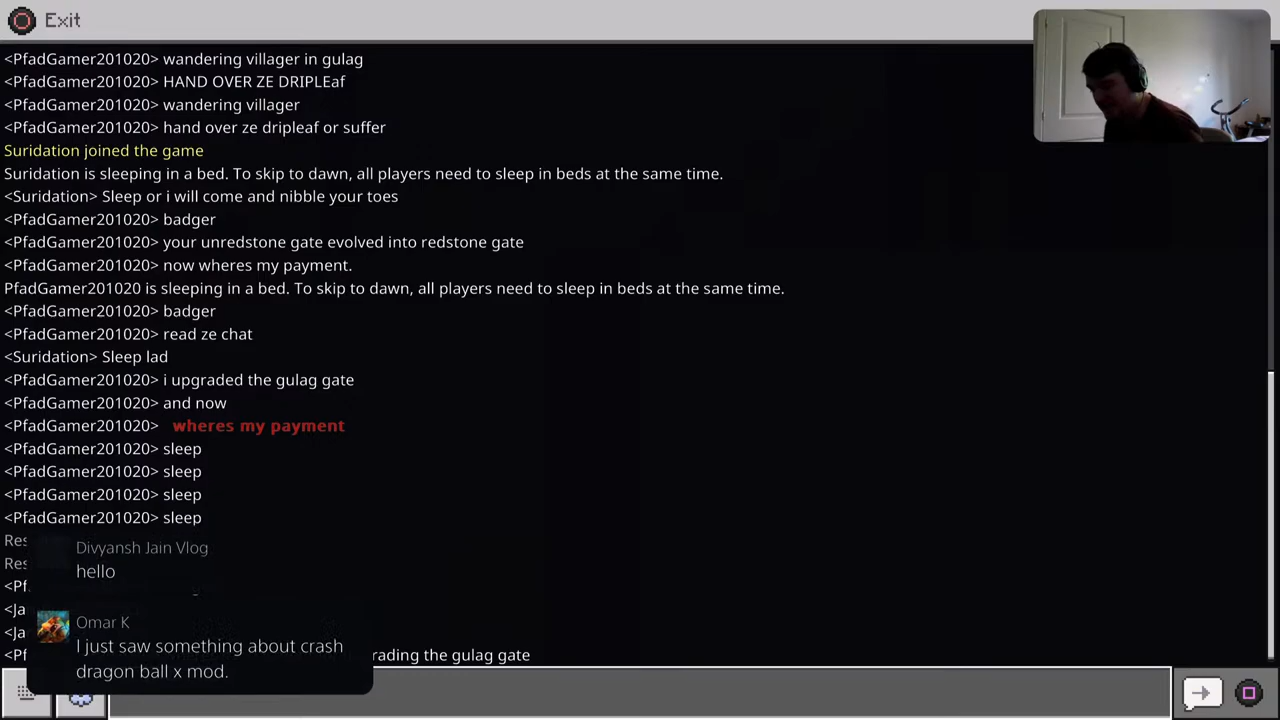 Exit
<PfadGamer201020> wandering villager in gulag
<PfadGamer201020> HAND OVER ZE DRIPLEaf
<PfadGamer201020> wandering villager
<PfadGamer201020> hand over ze dripleaf or suffer
Suridation joined the game
Suridation is sleeping in a bed. To skip to dawn, all players need to sleep in beds at the same time.
<Suridation> Sleep or i will come and nibble your toes
<PfadGamer201020> badger
<PfadGamer201020> your unredstone gate evolved into redstone gate
<PfadGamer201020> now wheres my payment.
PfadGamer201020 is sleeping in a bed. To skip to dawn, all players need to sleep in beds at the same time.
<PfadGamer201020> badger
<PfadGamer201020> read ze chat
<Suridation> Sleep lad
<PfadGamer201020> i upgraded the gulag gate
<PfadGamer201020> and now
<PfadGamer201020> wheres my payment
<PfadGamer201020> sleep
<PfadGamer201020> sleep
<PfadGamer201020> sleep
<PfadGamer201020> sleep
Divyansh Jain Vlog
hello
Omar K
I just saw something about crash
dragon ball x mod.
rading the gulag gate